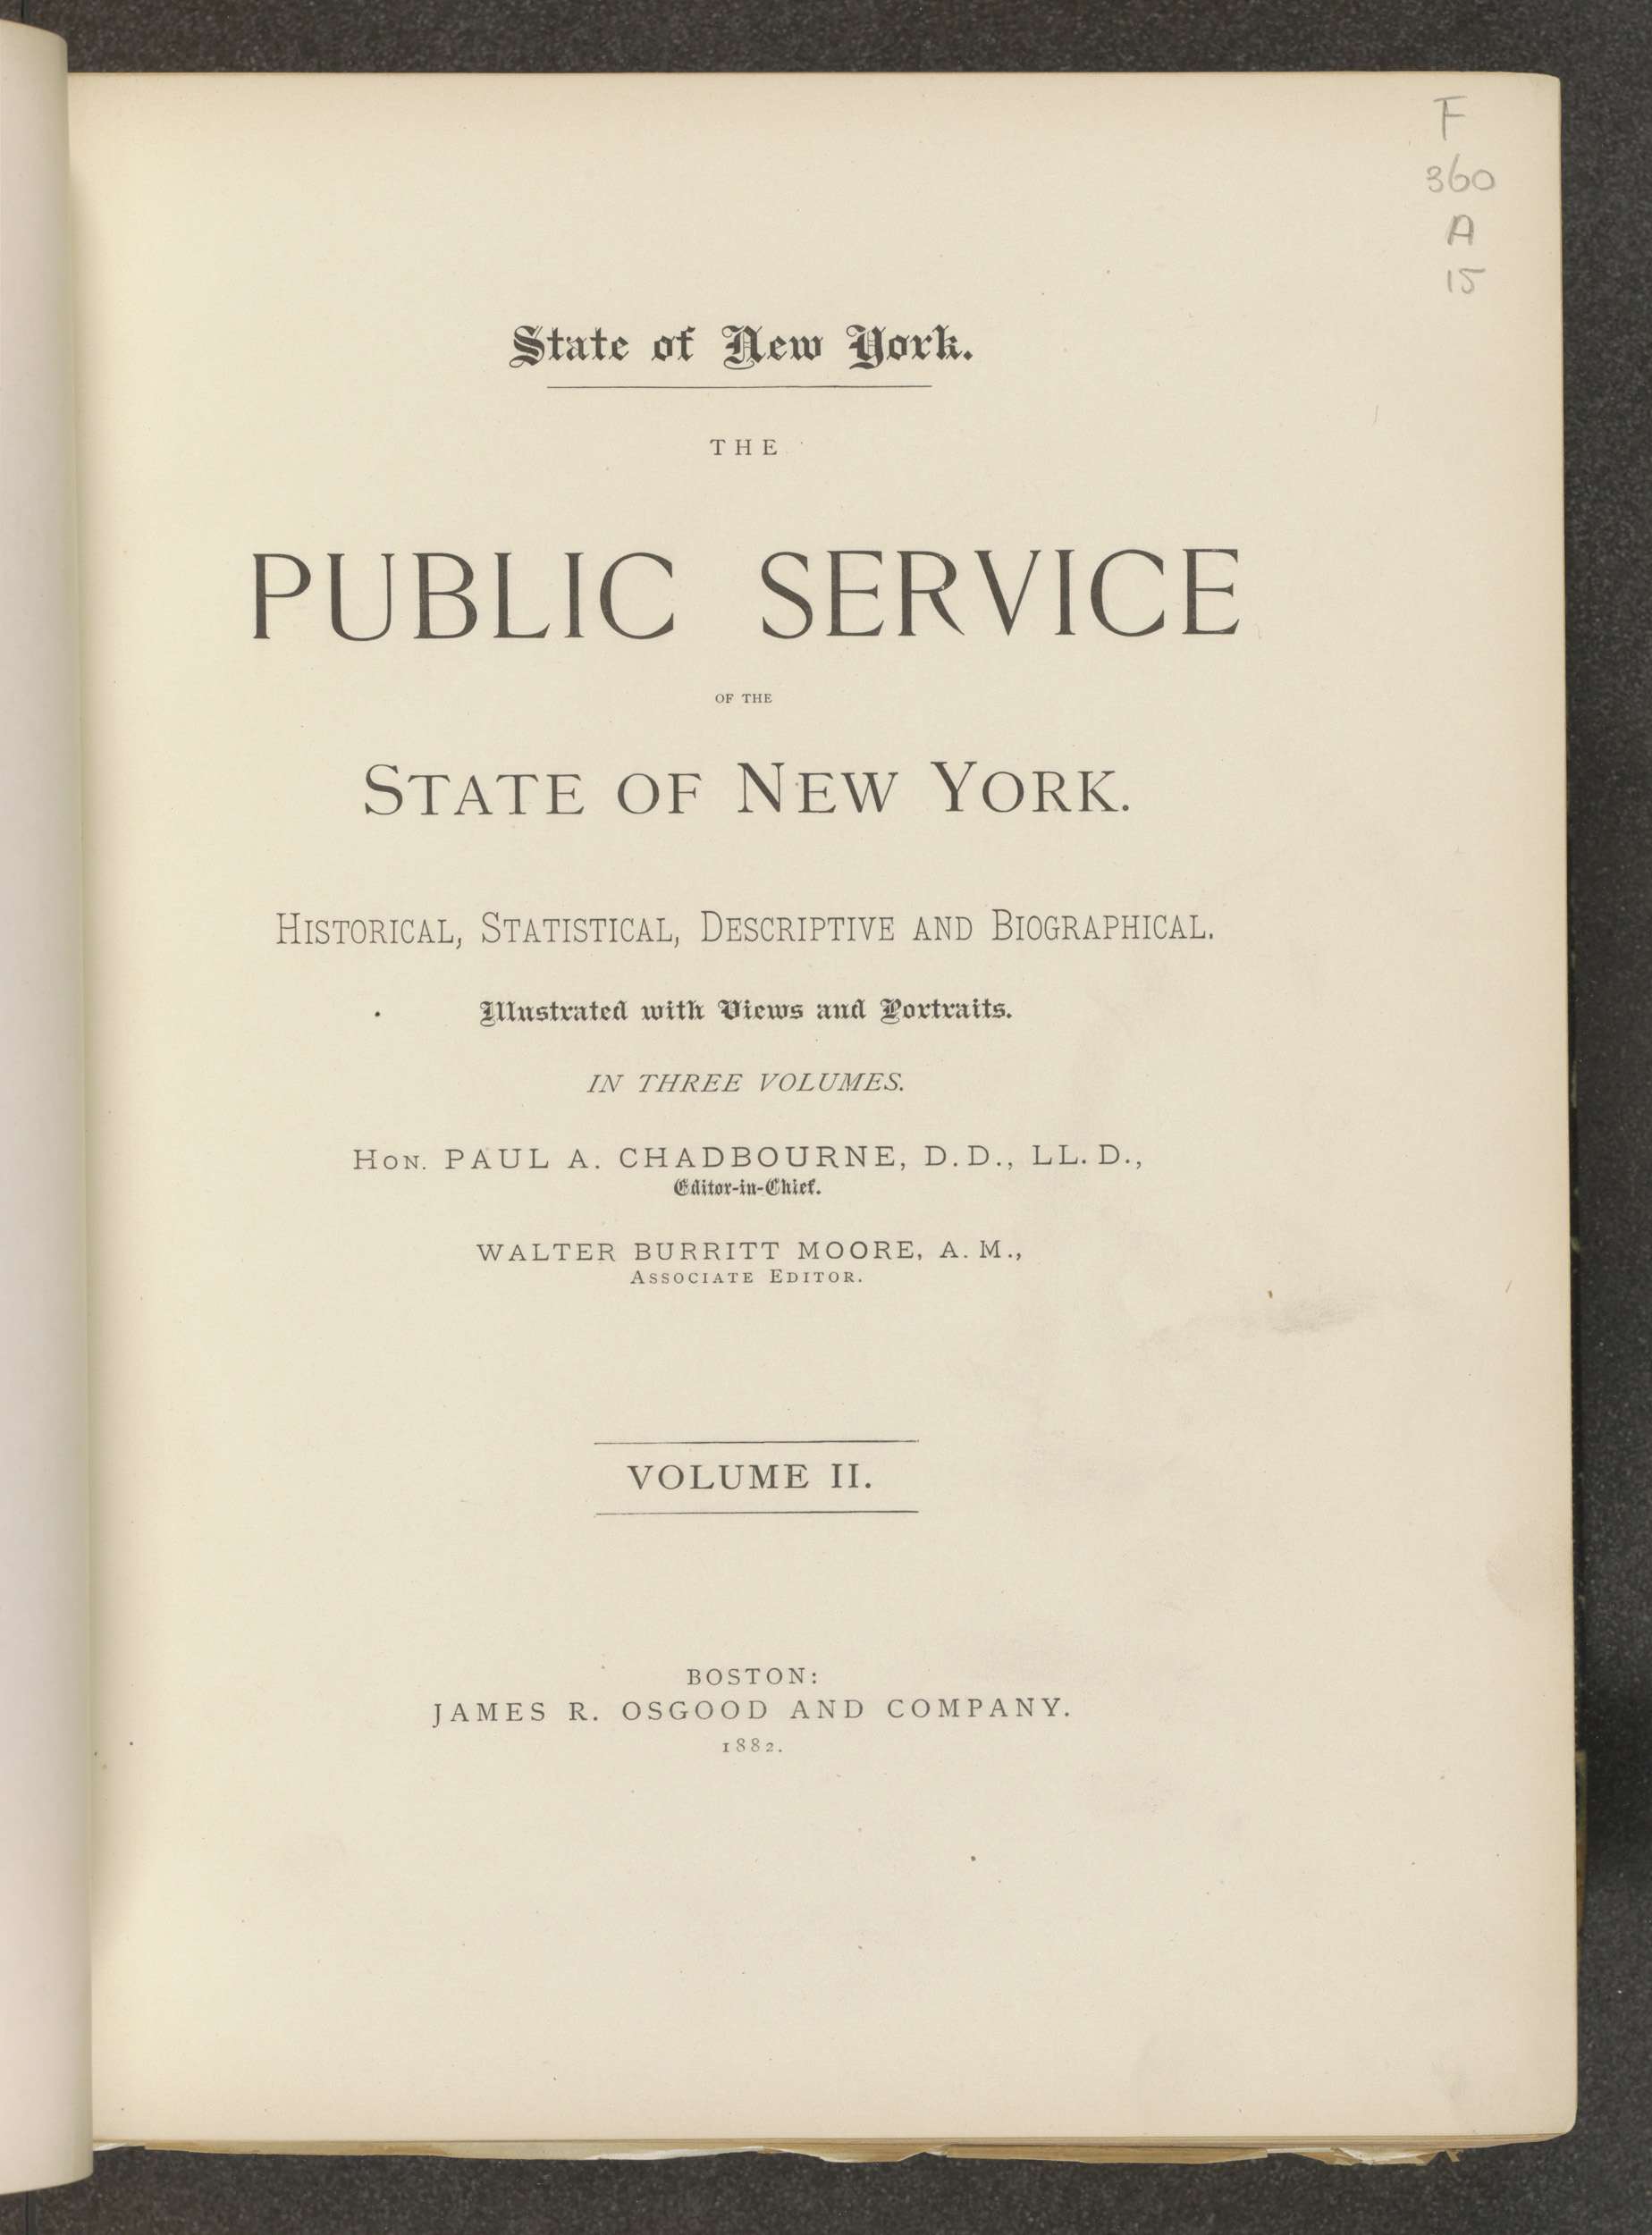 F
360
A
15
State of New York.
THE
PUBLIC SERVICE
OF THE
STATE OF NEW YORK.
HISTORICAL, STATISTICAL, DESCRIPTIVE AND BIOGRAPHICAL.
Illustrated with Views and Portraits.
IN THREE VOLUMES.
HON. PAUL A. CHADBOURNE, D.D., LL.D.,
Editor-in-Chief.
WALTER BURRITT MOORE, A.M.,
ASSOCIATE EDITOR.
VOLUME II.
BOSTON:
JAMES R. OSGOOD AND COMPANY.
1882.